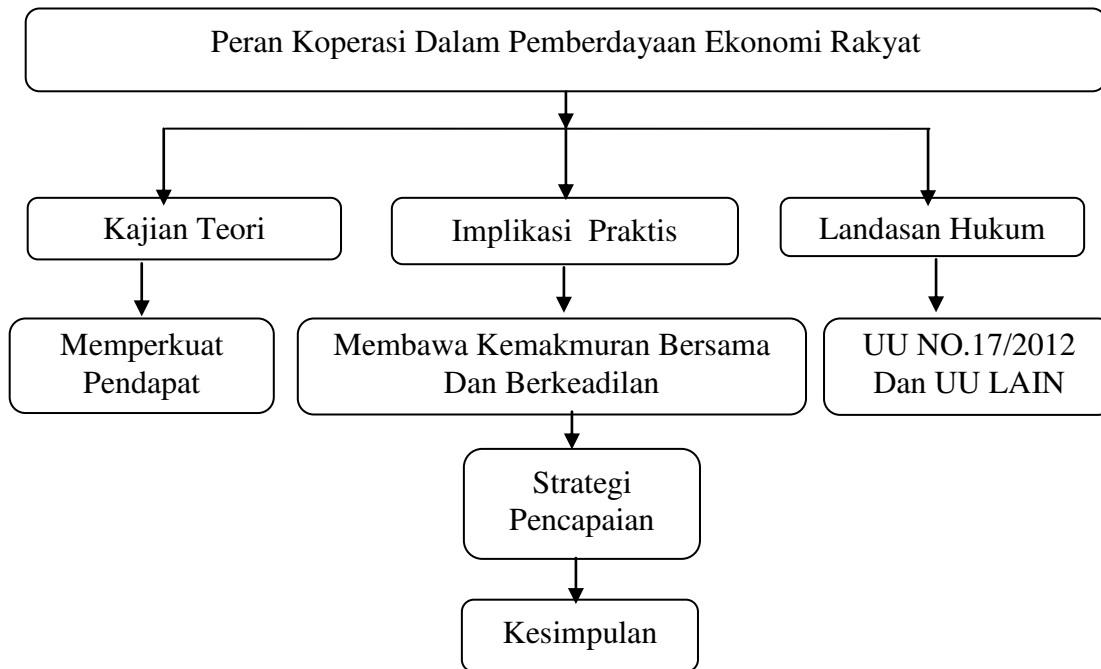 Peran Koperasi Dalam Pemberdayaan Ekonomi Rakyat
Kajian Teori
Implikasi Praktis
Landasan Hukum
Memperkuat
Pendapat
Membawa Kemakmuran Bersama
Dan Berkeadilan
UU NO.17/2012
Dan UU LAIN
Strategi
Pencapaian
Kesimpulan